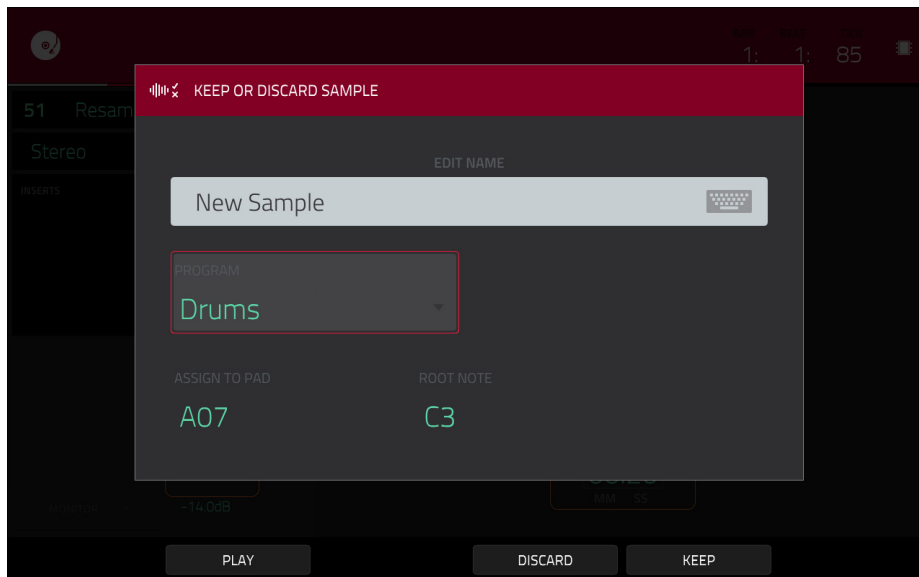 1: 1: 85
KEEP OR DISCARD SAMPLE
51 Resam
Stereo
EDIT NAME
INSERTS
New Sample
PROGRAM
Drums
ASSIGN TO PAD ROOT NOTE
A07 C3
MM SS
-14.0dB
PLAY DISCARD KEEP